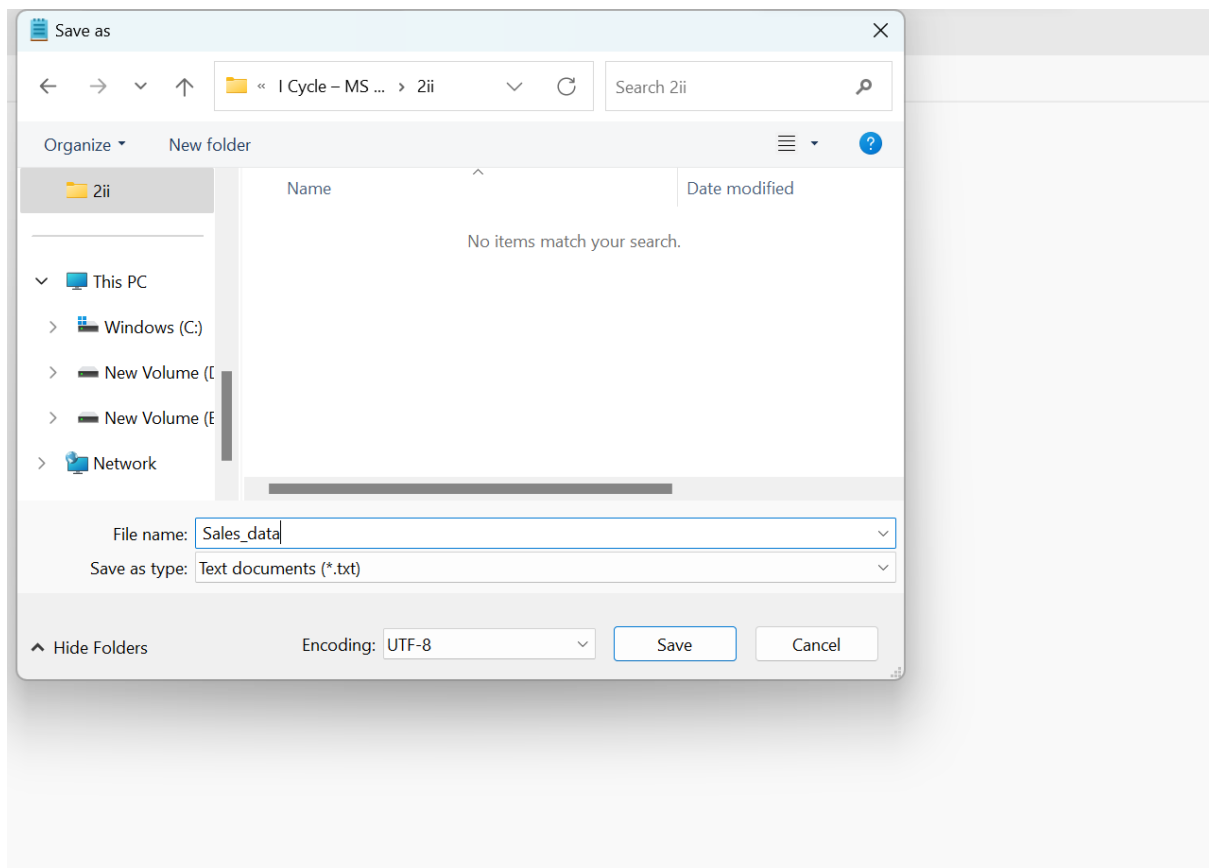 Save as
« I Cycle – MS ... › 2ii
Search 2ii
Organize
New folder
?
2ii
Name
Date modified
No items match your search.
This PC
Windows (C:)
New Volume (
New Volume (
Network
File name: Sales_data
Save as type: Text documents (*.txt)
Hide Folders
Encoding: UTF-8
Save
Cancel